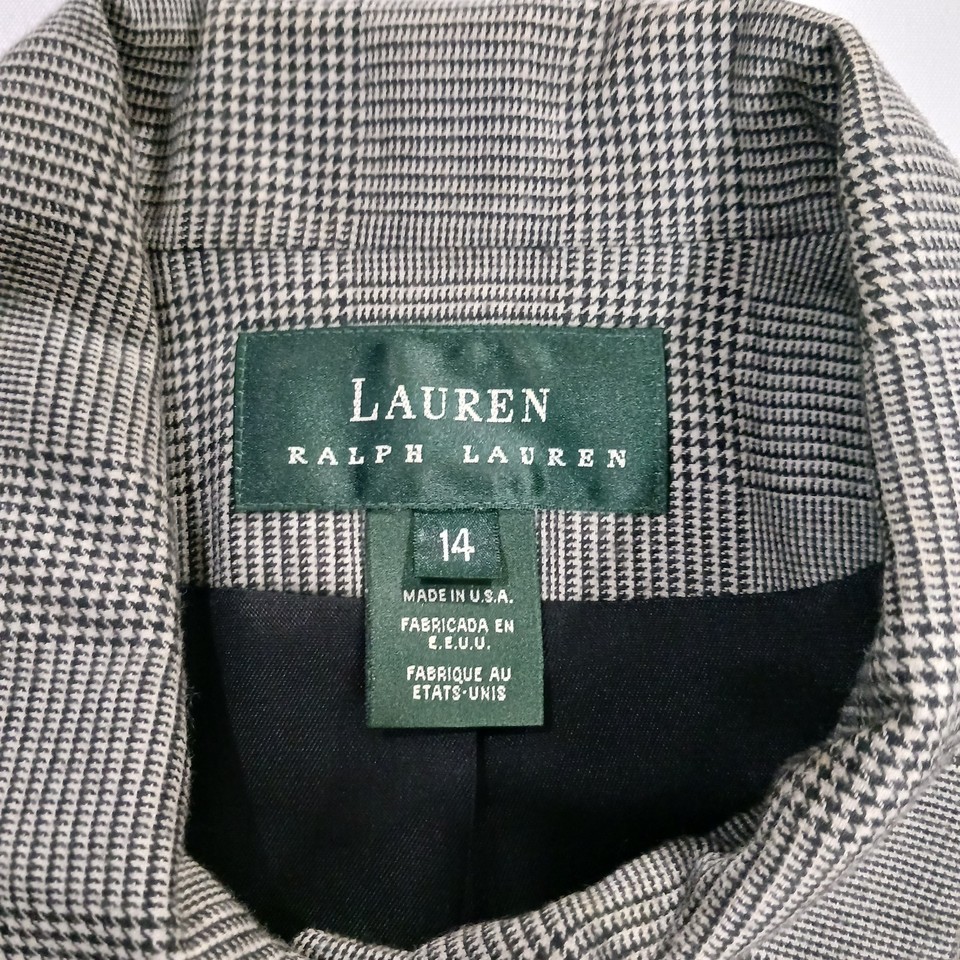 LAUREN
RALPH LAUREN
14
MADE IN U.S.A.
FABRICADA EN
E.E.U.U.
FABRIQUE AU
ETATS-UNIS